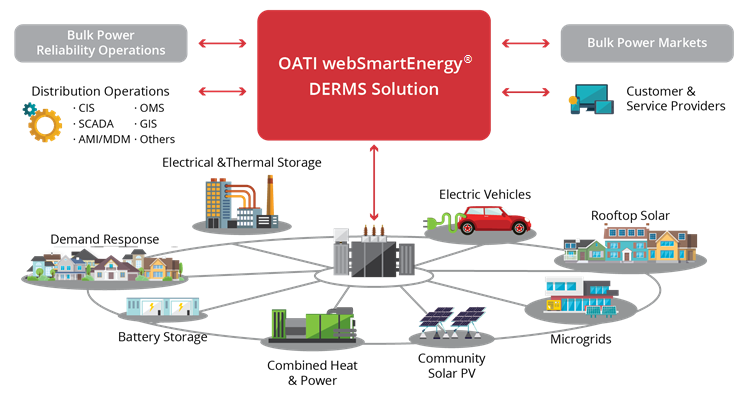 Bulk Power
Reliability Operations
OATI webSmartEnergy®
DERMS Solution
Bulk Power Markets
Distribution Operations
· CIS · OMS
· SCADA · GIS
· AMI/MDM · Others
Customer &
Service Providers
Electrical &Thermal Storage
Electric Vehicles
Rooftop Solar
Demand Response
Battery Storage
Combined Heat
& Power
Community
Solar PV
Microgrids